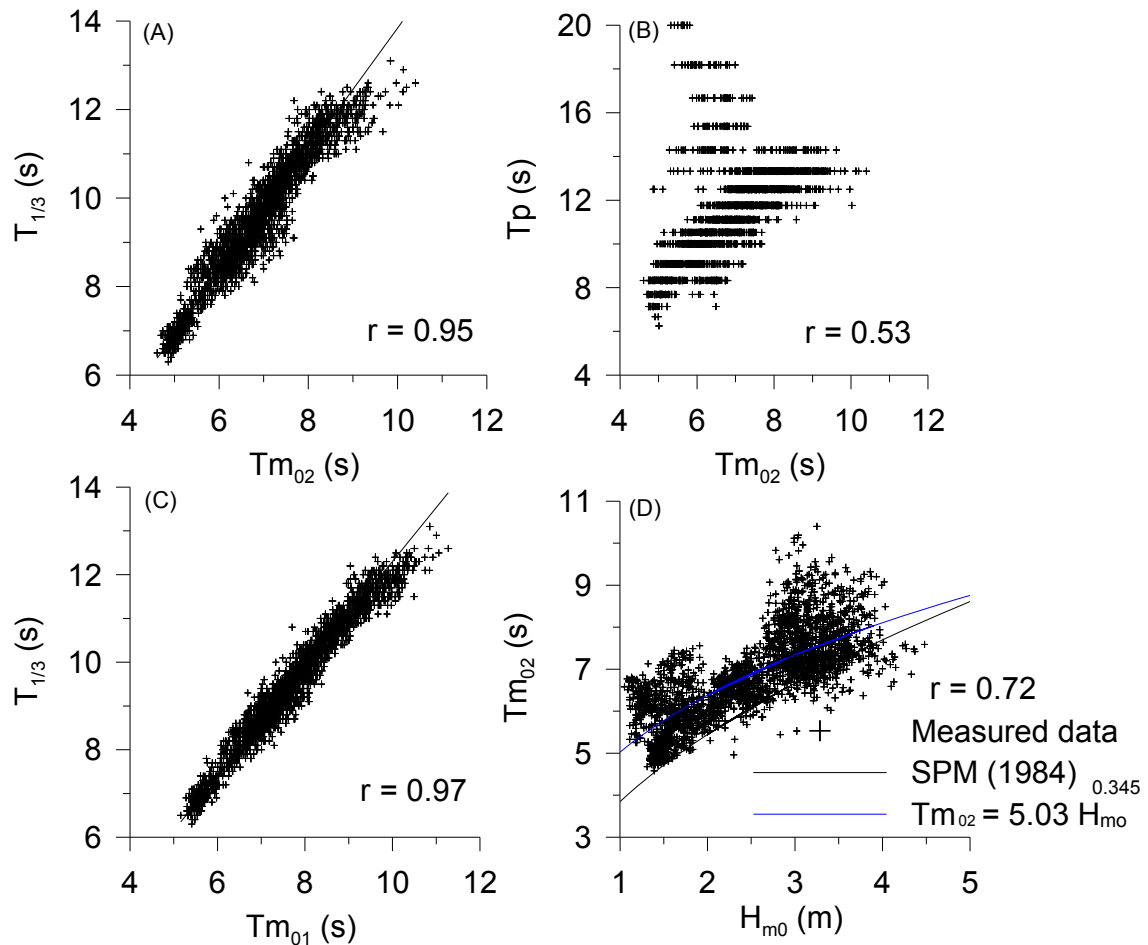 (A)
14
12
10
8
6
T1/3 (s)
4 6 8 10 12
Tm02 (s)
r = 0.95
(B)
20
16
12
8
4
Tp (s)
4 6 8 10 12
Tm02 (s)
r = 0.53
(C)
14
12
10
8
6
T1/3 (s)
4 6 8 10 12
Tm01 (s)
r = 0.97
(D)
11
9
7
5
3
Tm02 (s)
1 2 3 4 5
Hm0 (m)
r = 0.72
Measured data
SPM (1984)
Tm02 = 5.03 Hmo 0.345